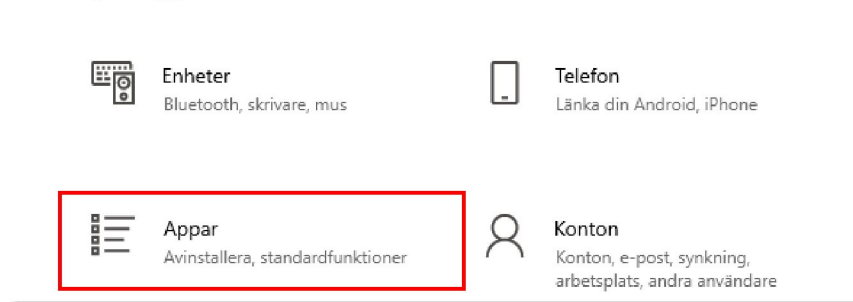 Enheter
Bluetooth, skrivare, mus
Telefon
Länka din Android, iPhone
Appar
Avinstallera, standardfunktioner
Konton
Konton, e-post, synkning,
arbetsplats, andra användare